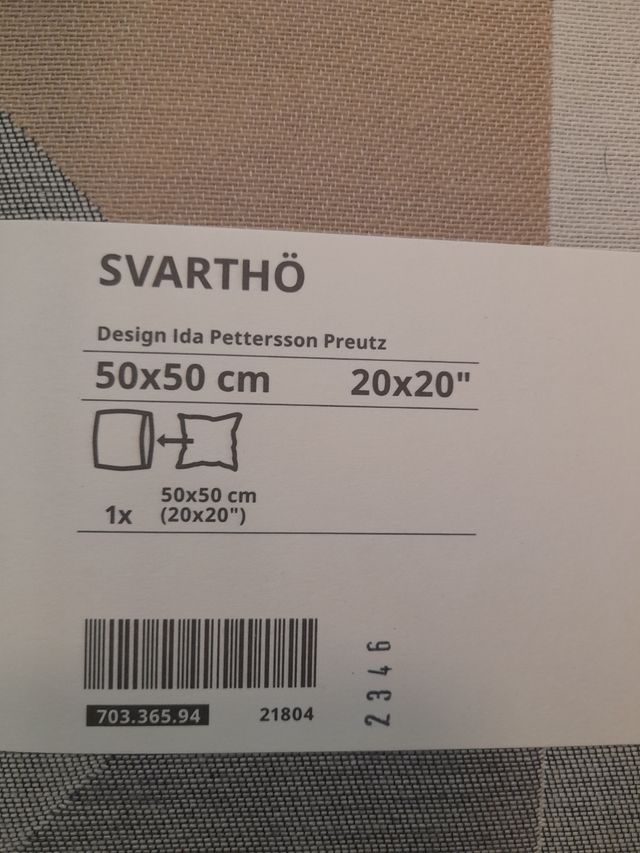 SVARTHÖ
Design Ida Pettersson Preutz
50x50 cm 20x20"
1x
50x50 cm
(20x20")
703.365.94 21804
2346